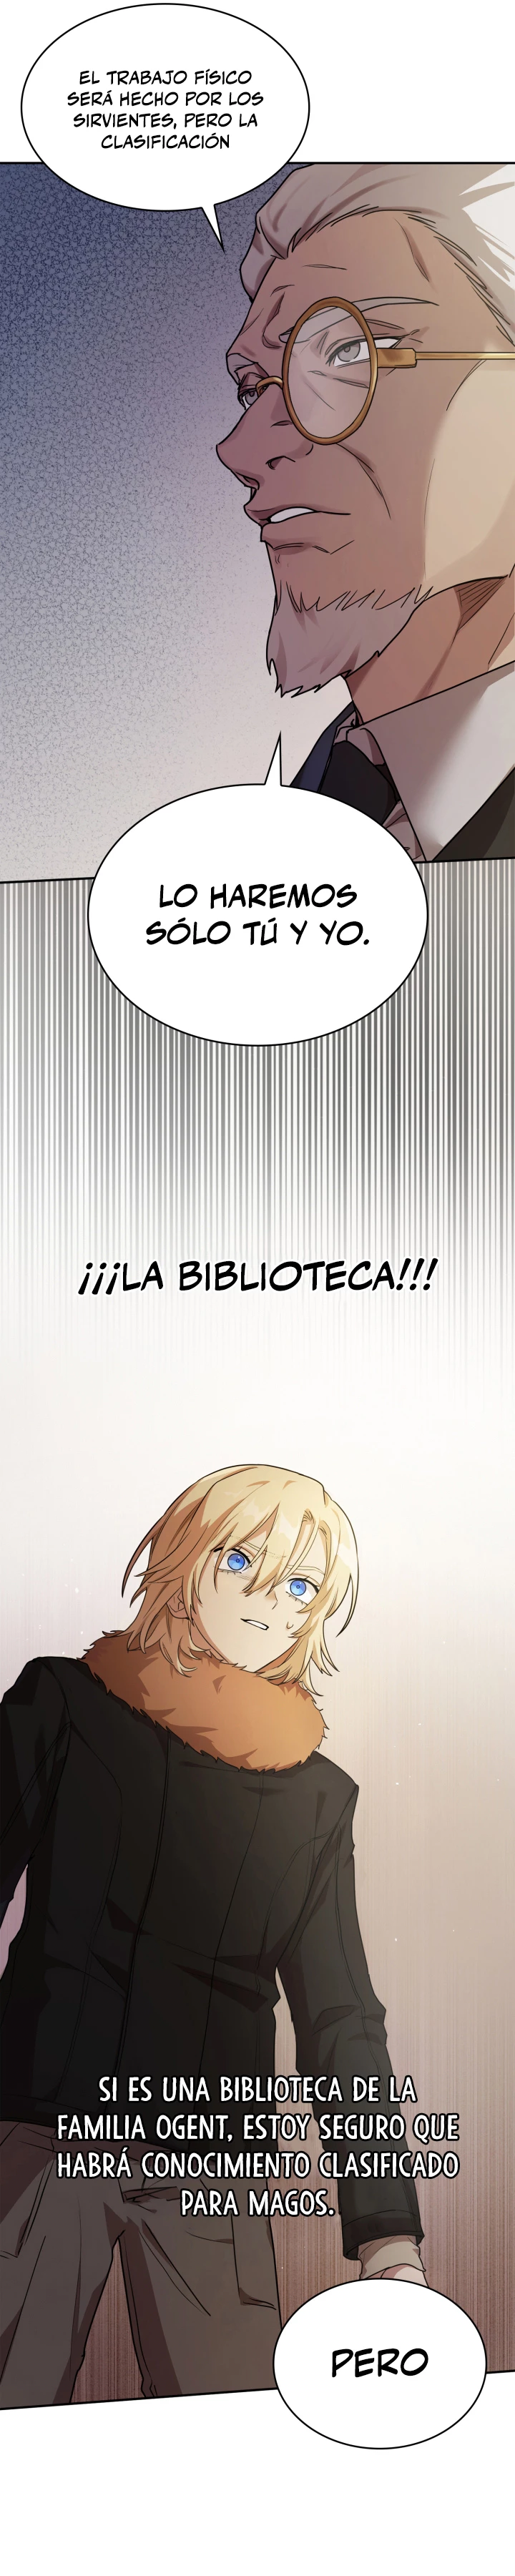 EL TRABAJO FÍSICO
SERÁ HECHO POR LOS
SIRVIENTES, PERO LA
CLASIFICACIÓN
LO HAREMOS
SÓLO TÚ Y YO.
¡¡¡LA BIBLIOTECA!!!
SI ES UNA BIBLIOTECA DE LA
FAMILIA OGENT, ESTOY SEGURO QUE
HABRÁ CONOCIMIENTO CLASIFICADO
PARA MAGOS.
PERO